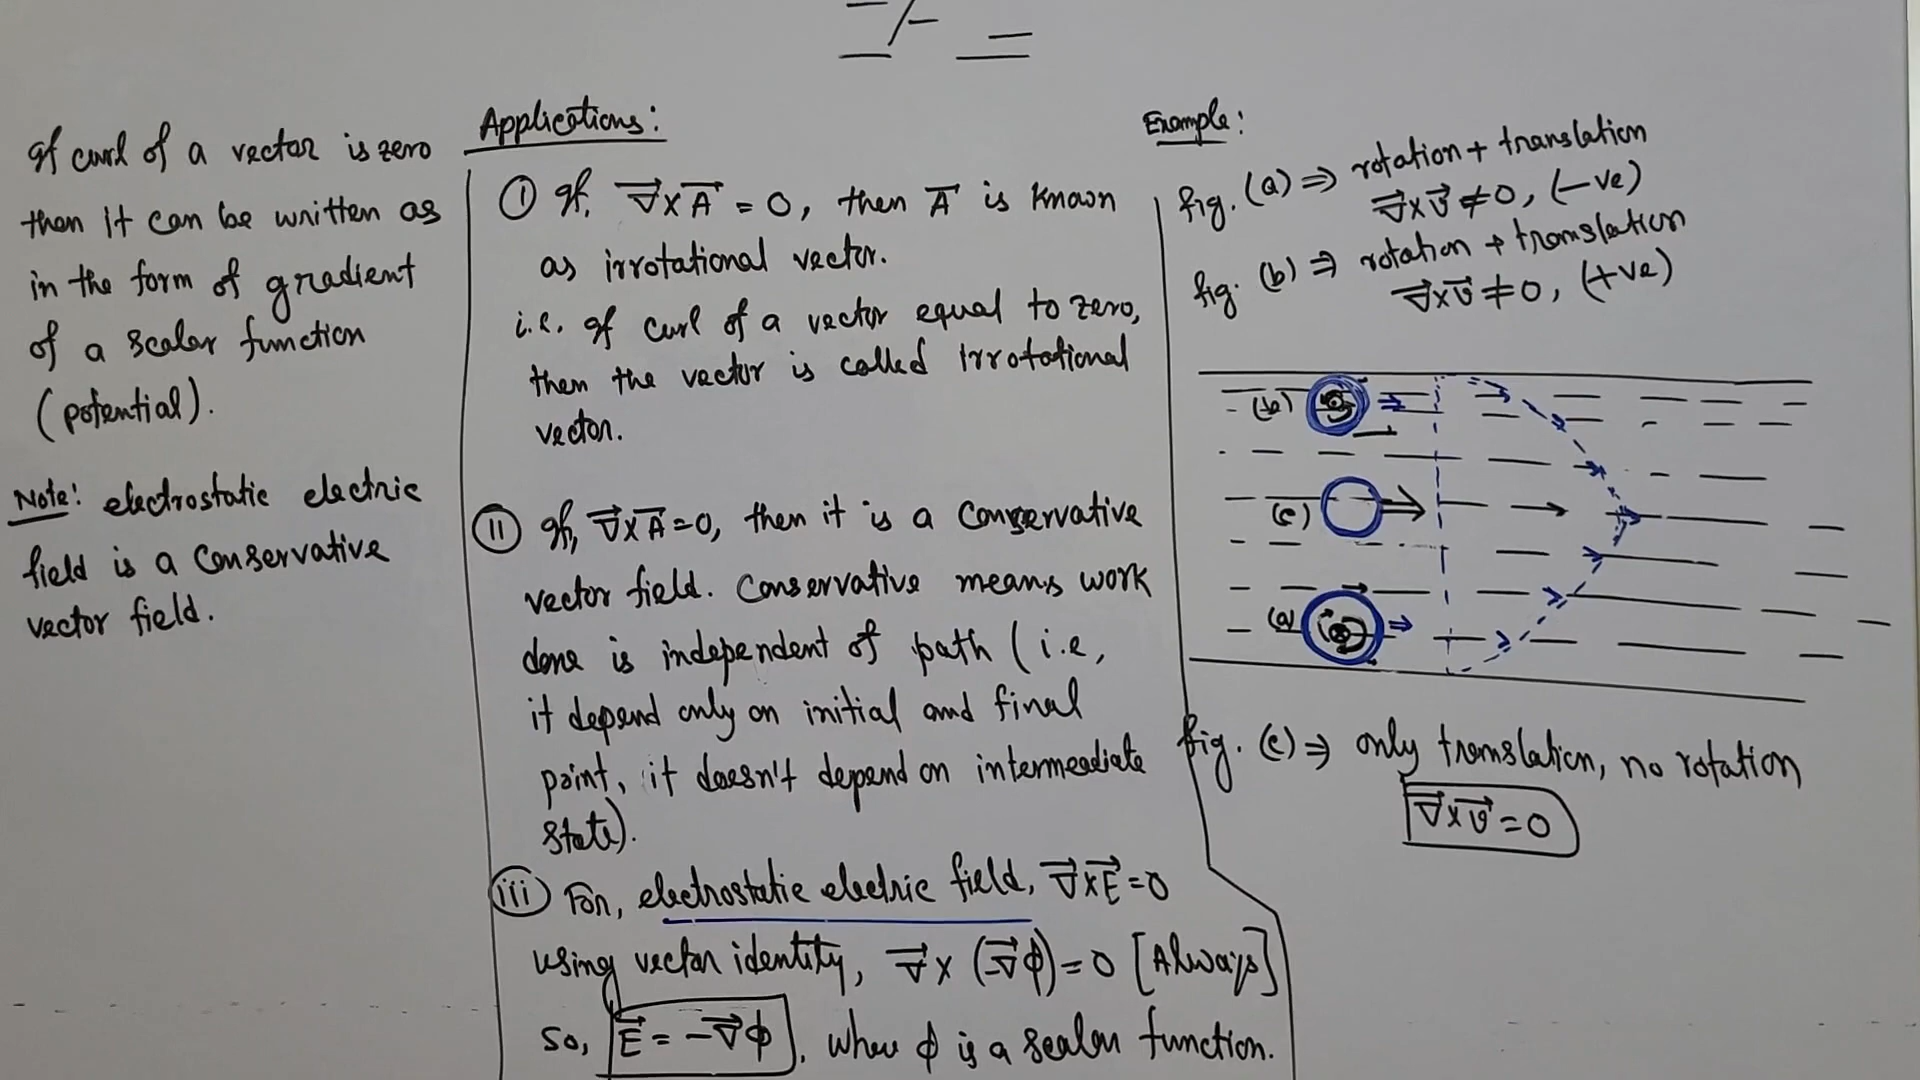 If curl of a vector is zero
then it can be written as
in the form of gradient
of a scalar function
(potential).
Note: electrostatic electric
field is a conservative
vector field.
Applications:
(i) If, ∇⃗×A⃗ = 0, then A⃗ is known
as irrotational vector.
i.e. If curl of a vector equal to zero,
then the vector is called Irrotational
vector.
(ii) If, ∇⃗×A⃗=0, then it is a conservative
vector field. Conservative means work
done is independent of path (i.e,
it depend only on initial and final
point, it doesn't depend on intermeadiate
state).
(iii) For, electrostatic electric field, ∇⃗×E⃗=0
using vector identity, ∇⃗×(-∇⃗ϕ)=0 [Always]
so, E⃗ = -∇⃗ϕ, where ϕ is a scalar function.
Example:
fig. (a) ⇒ rotation + translation
∇⃗×v⃗ ≠0, (-ve)
fig. (b) ⇒ rotation + translation
∇⃗×v⃗ ≠0, (+ve)
(b)
(c)
(a)
fig. (c) ⇒ only translation, no rotation
∇⃗×v⃗ =0